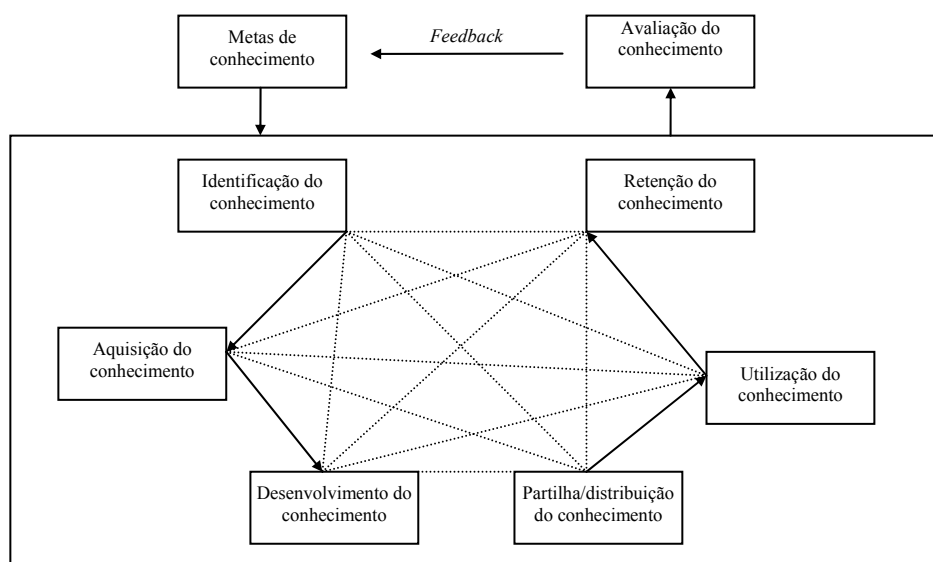 Metas de
conhecimento
Feedback
Avaliação do
conhecimento
Identificação do
conhecimento
Retenção do
conhecimento
Aquisição do
conhecimento
Utilização do
conhecimento
Desenvolvimento do
conhecimento
Partilha/distribuição
do conhecimento